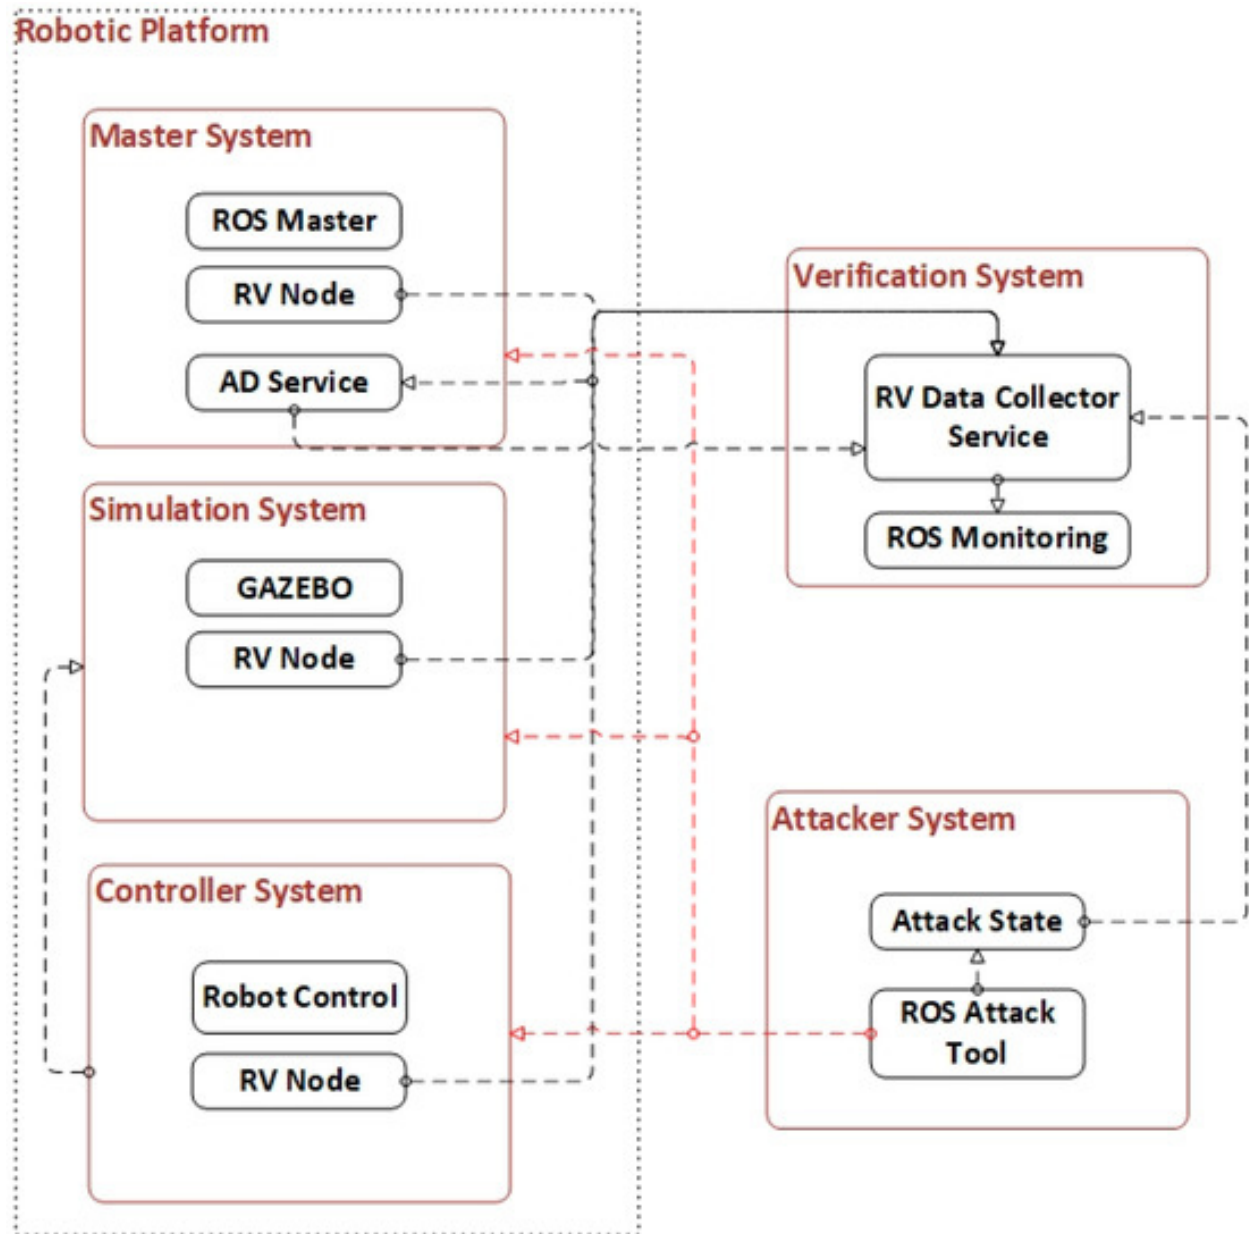 Robotic Platform
Master System
ROS Master
RV Node
AD Service
Simulation System
GAZEBO
RV Node
Controller System
Robot Control
RV Node
Verification System
RV Data Collector
Service
ROS Monitoring
Attacker System
Attack State
ROS Attack
Tool